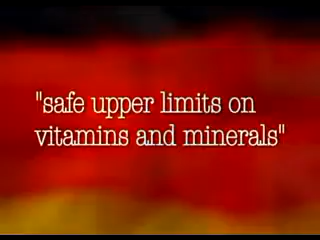 "safe upper limits on
vitamins and minerals"